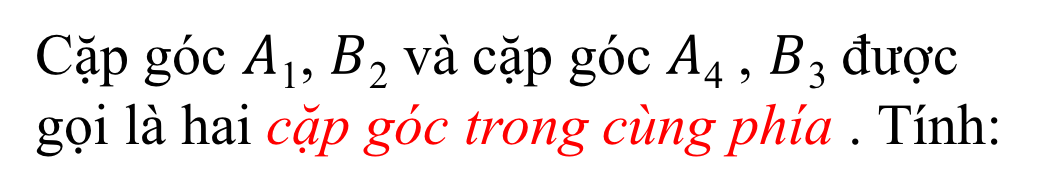 Cặp góc A₁, B₂ và cặp góc A₄ , B₃ được
gọi là hai cặp góc trong cùng phía . Tính: